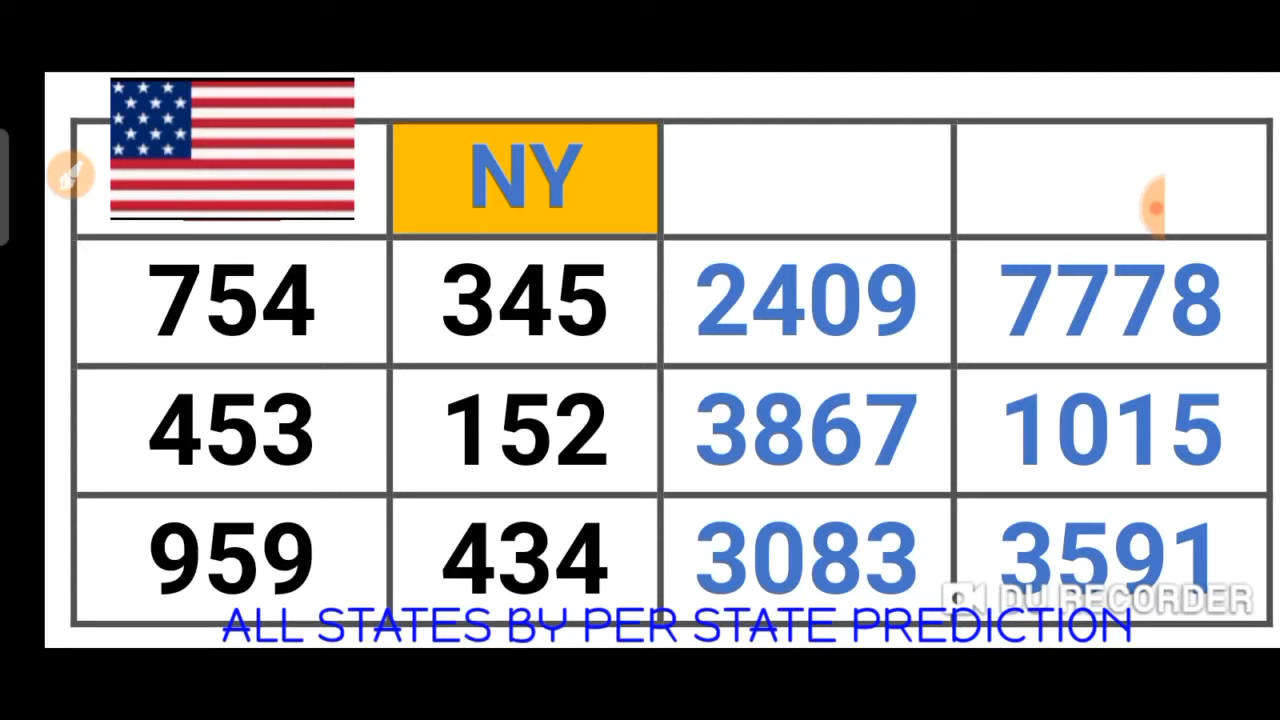 NY
754 345 2409 7778
453 152 3867 1015
959 434 3083 3591
DU RECORDER
ALL STATES BY PER STATE PREDICTION